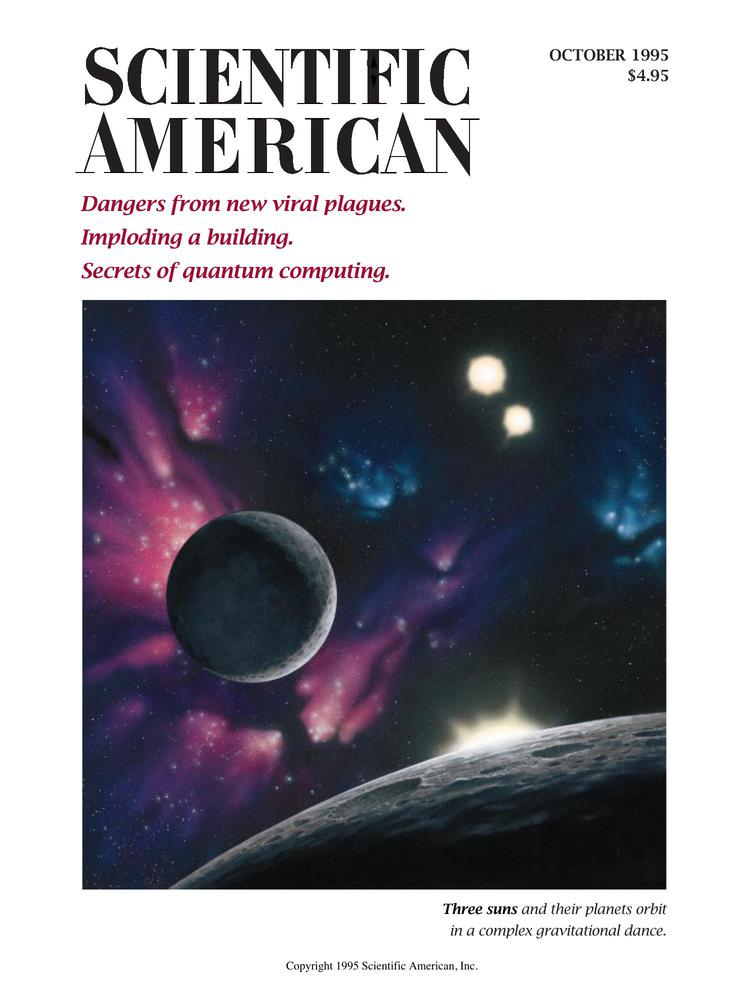 SCIENTIFIC
AMERICAN
OCTOBER 1995
$4.95
Dangers from new viral plagues.
Imploding a building.
Secrets of quantum computing.
Three suns and their planets orbit
in a complex gravitational dance.
Copyright 1995 Scientific American, Inc.